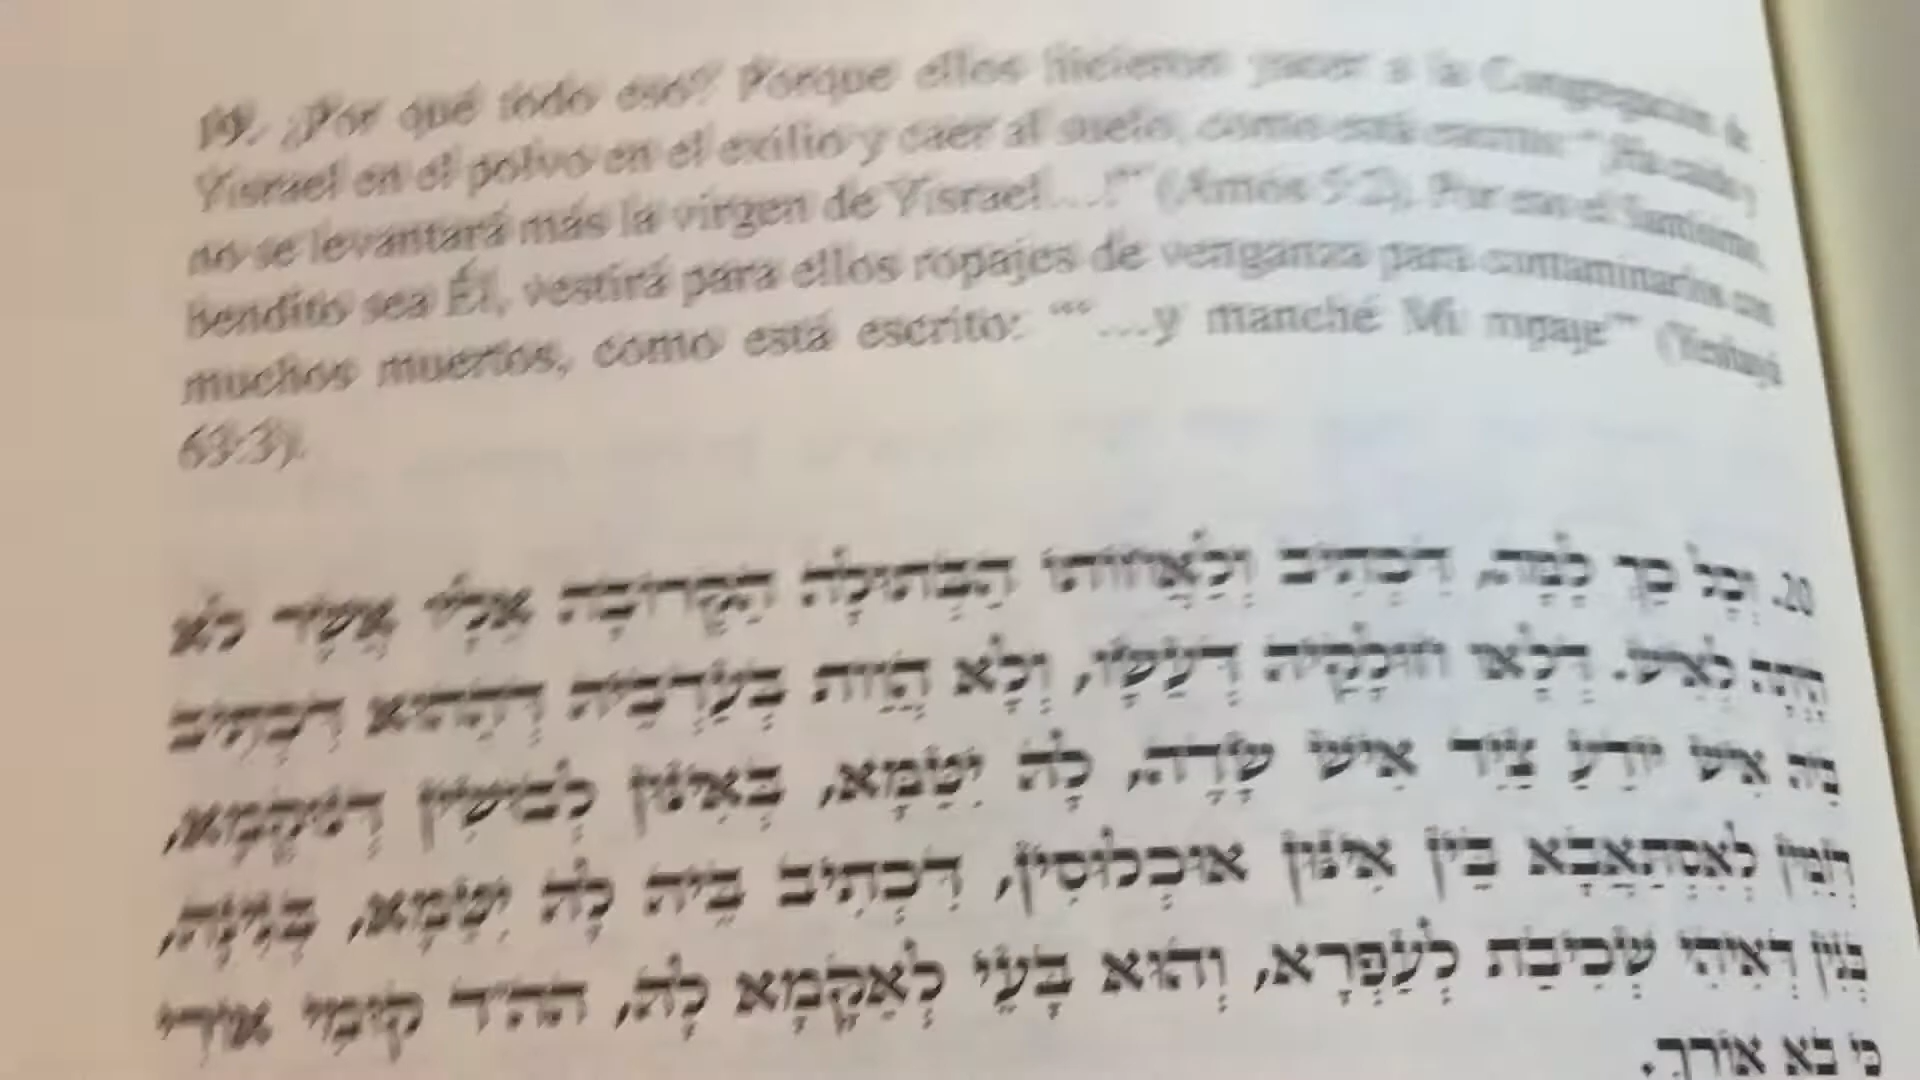 19. ¿Por qué todo eso? Porque ellos hicieron yacer a la Congregación de
Yisrael en el polvo en el exilio y caer al suelo, como está escrito: "'¡Ha caído y
no se levantará más la virgen de Yisrael...!'" (Amós 5:2). Por eso el Santísimo,
bendito sea Él, vestirá para ellos ropajes de venganza para contaminarlos con
muchos muertos, como está escrito: "'...y manché Mi ropaje'" (Yeshayá
63:3).
20. וְכָל כַּךְ לָמָּה, דִּכְתִּיב וְלַאֲחוֹתוֹ הַבְּתוּלָה הַקְּרוֹבָה אֵלָיו אֲשֶׁר לֹא
הָיְתָה לְאִישׁ. דְּלָאו חוּלָקֵיהּ דְּעֵשָׂו, וְלָא הֲוַת בְּעַדְבֵיהּ דְּהַהוּא דִּכְתִּיב
בֵּהּ אִישׁ יוֹדֵעַ צַיִד אִישׁ שָׂדֶה, לָהּ יִטַּמָּא, בְּאִינּוּן לְבוּשִׁין דְּנוּקְמָא,
דְּזַמִּין לְאִסְתַּאֲבָא בֵּין אִינּוּן אוּכְלוּסִין, דִּכְתִיב בֵּיהּ לָהּ יִטַּמָּא, בְּגִינָהּ,
בְּגִין דְּאִיהִי שְׁכִיבַת לְעַפְרָא, וְהוּא בָּעֵי לְאַקָמָא לָהּ, הה"ד קוּמִי אוֹרִי
כִּי בָא אוֹרֵךְ.